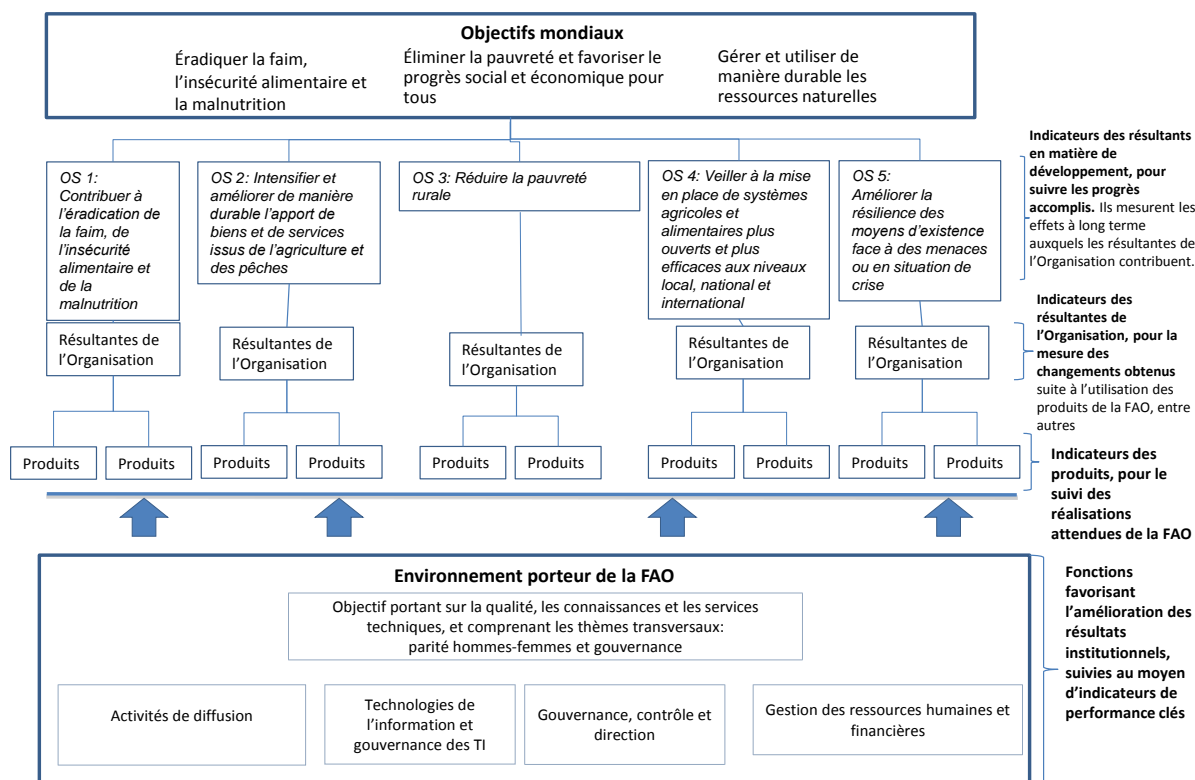 Objectifs mondiaux
Éradiquer la faim,
l’insécurité alimentaire et
la malnutrition
Éliminer la pauvreté et favoriser le
progrès social et économique pour
tous
Gérer et utiliser de
manière durable les
ressources naturelles
OS 1:
Contribuer à
l’éradication de
la faim, de
l’insécurité
alimentaire et
de la
malnutrition
OS 2: Intensifier et
améliorer de manière
durable l’apport de
biens et de services
issus de l’agriculture et
des pêches
OS 3: Réduire la pauvreté
rurale
OS 4: Veiller à la mise
en place de systèmes
agricoles et
alimentaires plus
ouverts et plus
efficaces aux niveaux
local, national et
international
OS 5:
Améliorer la
résilience des
moyens d’existence
face à des menaces
ou en situation de
crise
Indicateurs des résultants
en matière de
développement, pour
suivre les progrès
accomplis. Ils mesurent les
effets à long terme
auxquels les résultantes de
l’Organisation contribuent.
Résultantes de
l’Organisation
Résultantes de
l’Organisation
Résultantes de
l’Organisation
Résultantes de
l’Organisation
Résultantes de
l’Organisation
Indicateurs des
résultantes de
l’Organisation, pour la
mesure des
changements obtenus
suite à l’utilisation des
produits de la FAO, entre
autres
Produits
Produits
Produits
Produits
Produits
Produits
Produits
Produits
Produits
Produits
Indicateurs des
produits, pour le
suivi des
réalisations
attendues de la FAO
Environnement porteur de la FAO
Objectif portant sur la qualité, les connaissances et les services
techniques, et comprenant les thèmes transversaux:
parité hommes-femmes et gouvernance
Activités de diffusion
Technologies de
l’information et
gouvernance des TI
Gouvernance, contrôle et
direction
Gestion des ressources humaines et
financières
Fonctions
favorisant
l’amélioration des
résultats
institutionnels,
suivies au moyen
d’indicateurs de
performance clés